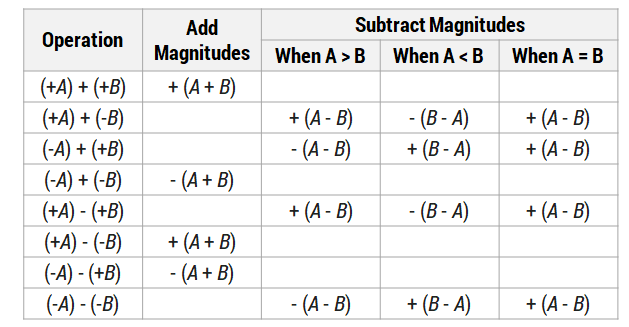 Operation Add Magnitudes Subtract Magnitudes
When A > B When A < B When A = B
(+A) + (+B) + (A + B)
(+A) + (-B) + (A - B) - (B - A) + (A - B)
(-A) + (+B) - (A - B) + (B - A) + (A - B)
(-A) + (-B) - (A + B)
(+A) - (+B) + (A - B) - (B - A) + (A - B)
(+A) - (-B) + (A + B)
(-A) - (+B) - (A + B)
(-A) - (-B) - (A - B) + (B - A) + (A - B)